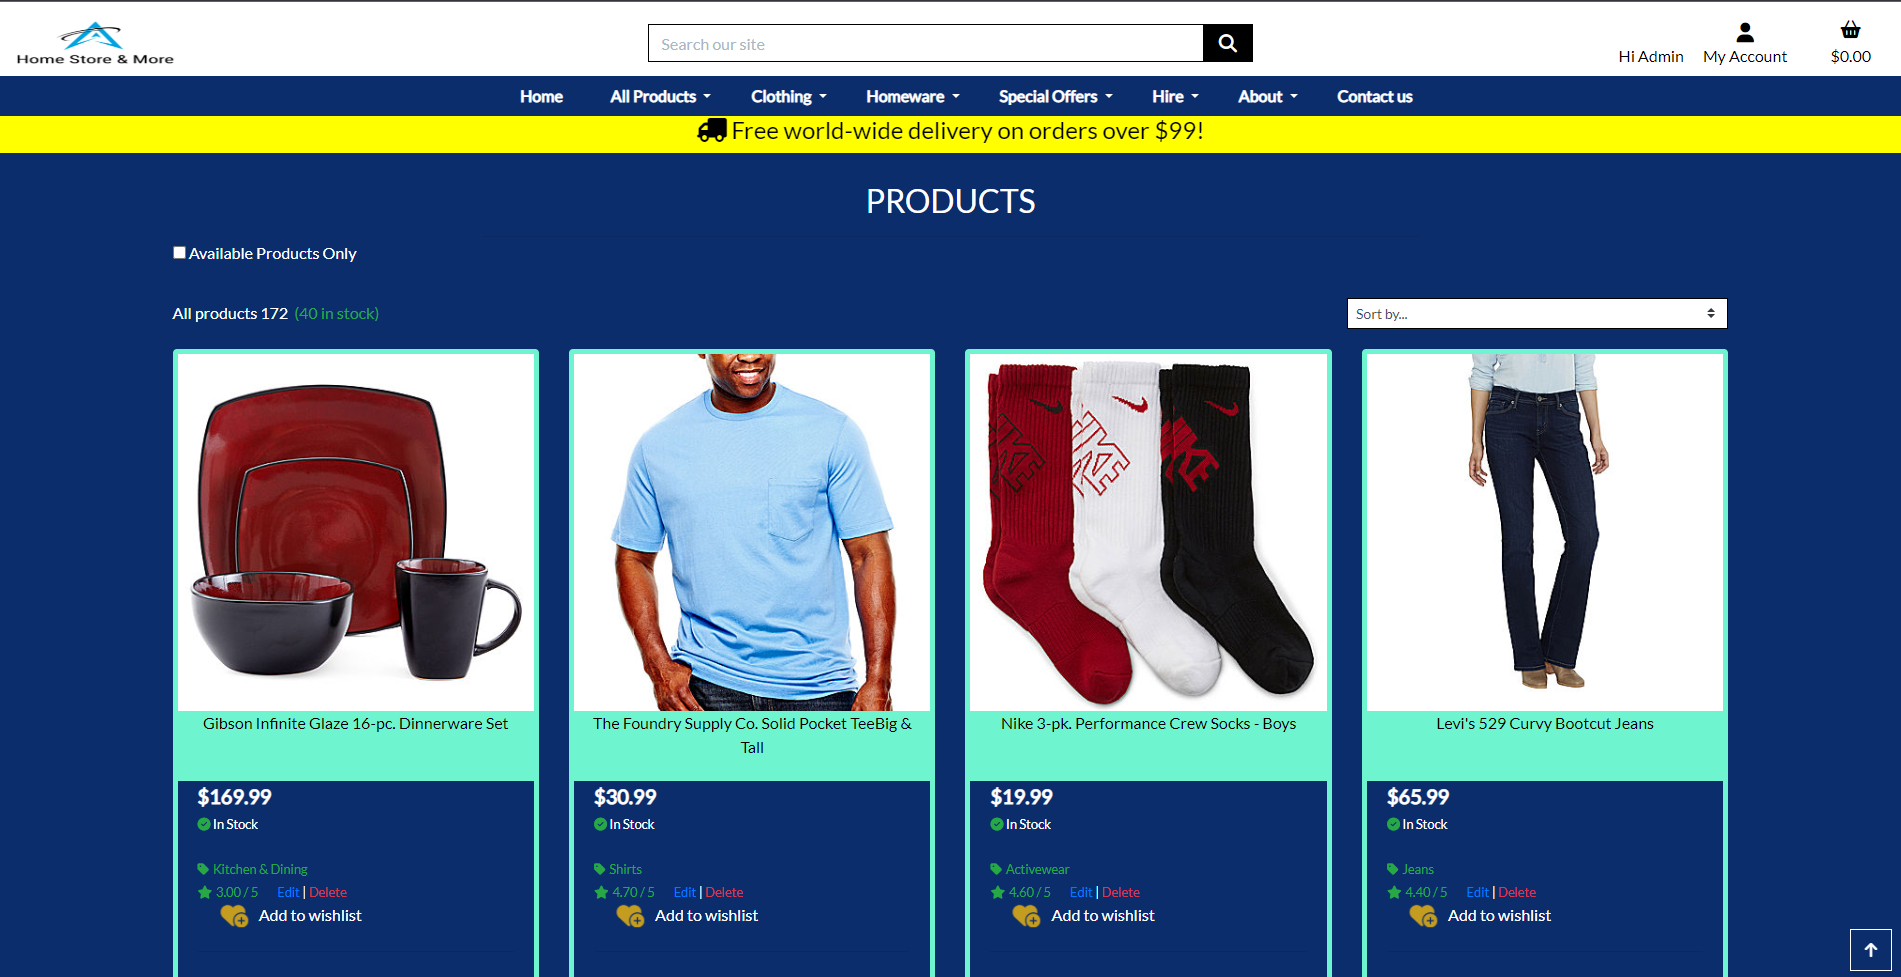 Home Store & More
Search our site
Hi Admin
My Account
$0.00
Home
All Products
Clothing
Homeware
Special Offers
Hire
About
Contact us
Free world-wide delivery on orders over $99!
PRODUCTS
Available Products Only
All products 172 (40 in stock)
Sort by...
NIKE
NIKE
NIKE
Gibson Infinite Glaze 16-pc. Dinnerware Set
$169.99
In Stock
Kitchen & Dining
3.00 / 5 Edit | Delete
Add to wishlist
The Foundry Supply Co. Solid Pocket TeeBig &
Tall
$30.99
In Stock
Shirts
4.70 / 5 Edit | Delete
Add to wishlist
Nike 3-pk. Performance Crew Socks - Boys
$19.99
In Stock
Activewear
4.60 / 5 Edit | Delete
Add to wishlist
Levi's 529 Curvy Bootcut Jeans
$65.99
In Stock
Jeans
4.40 / 5 Edit | Delete
Add to wishlist